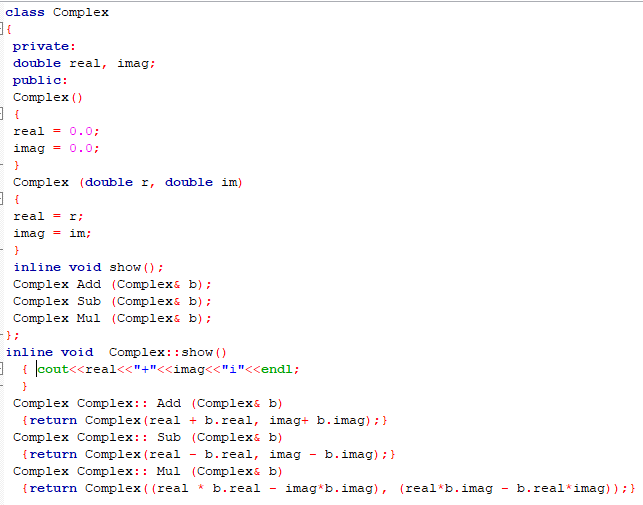 class Complex
{
private:
double real, imag;
public:
Complex()
{
real = 0.0;
imag = 0.0;
}
Complex (double r, double im)
{
real = r;
imag = im;
}
inline void show();
Complex Add (Complex& b);
Complex Sub (Complex& b);
Complex Mul (Complex& b);
};
inline void  Complex::show()
{ cout<<real<<"+"<<imag<<"i"<<endl;
}
Complex Complex:: Add (Complex& b)
{return Complex(real + b.real, imag+ b.imag);}
Complex Complex:: Sub (Complex& b)
{return Complex(real - b.real, imag - b.imag);}
Complex Complex:: Mul (Complex& b)
{return Complex((real * b.real - imag*b.imag), (real*b.imag - b.real*imag));}